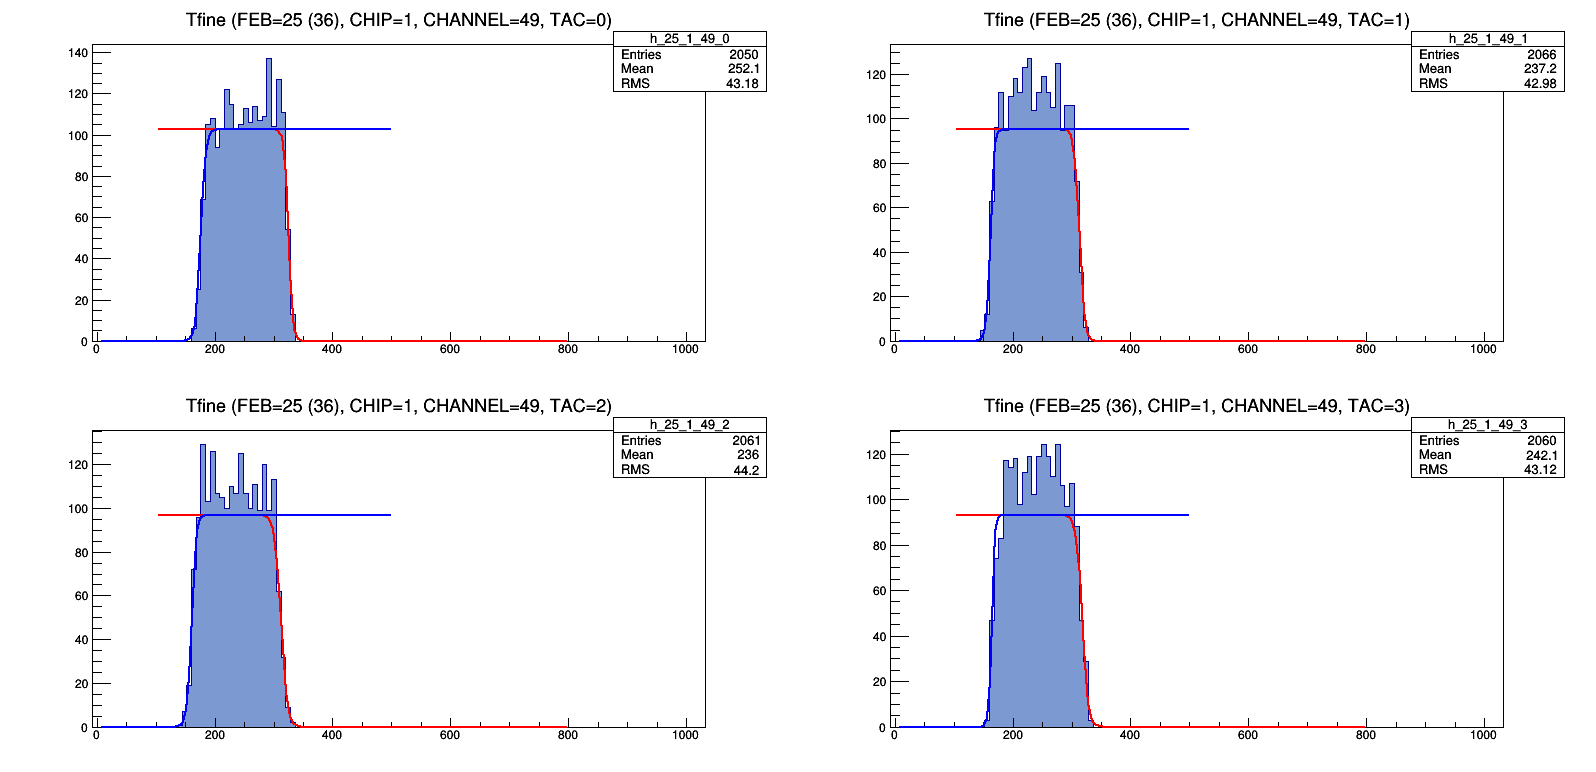 Tfine (FEB=25 (36), CHIP=1, CHANNEL=49, TAC=0)
h_25_1_49_0
Entries 2050
Mean 252.1
RMS 43.18
140
120
100
80
60
40
20
0
0 200 400 600 800 1000
Tfine (FEB=25 (36), CHIP=1, CHANNEL=49, TAC=1)
h_25_1_49_1
Entries 2066
Mean 237.2
RMS 42.98
120
100
80
60
40
20
0
0 200 400 600 800 1000
Tfine (FEB=25 (36), CHIP=1, CHANNEL=49, TAC=2)
h_25_1_49_2
Entries 2061
Mean 236
RMS 44.2
120
100
80
60
40
20
0
0 200 400 600 800 1000
Tfine (FEB=25 (36), CHIP=1, CHANNEL=49, TAC=3)
h_25_1_49_3
Entries 2060
Mean 242.1
RMS 43.12
120
100
80
60
40
20
0
0 200 400 600 800 1000